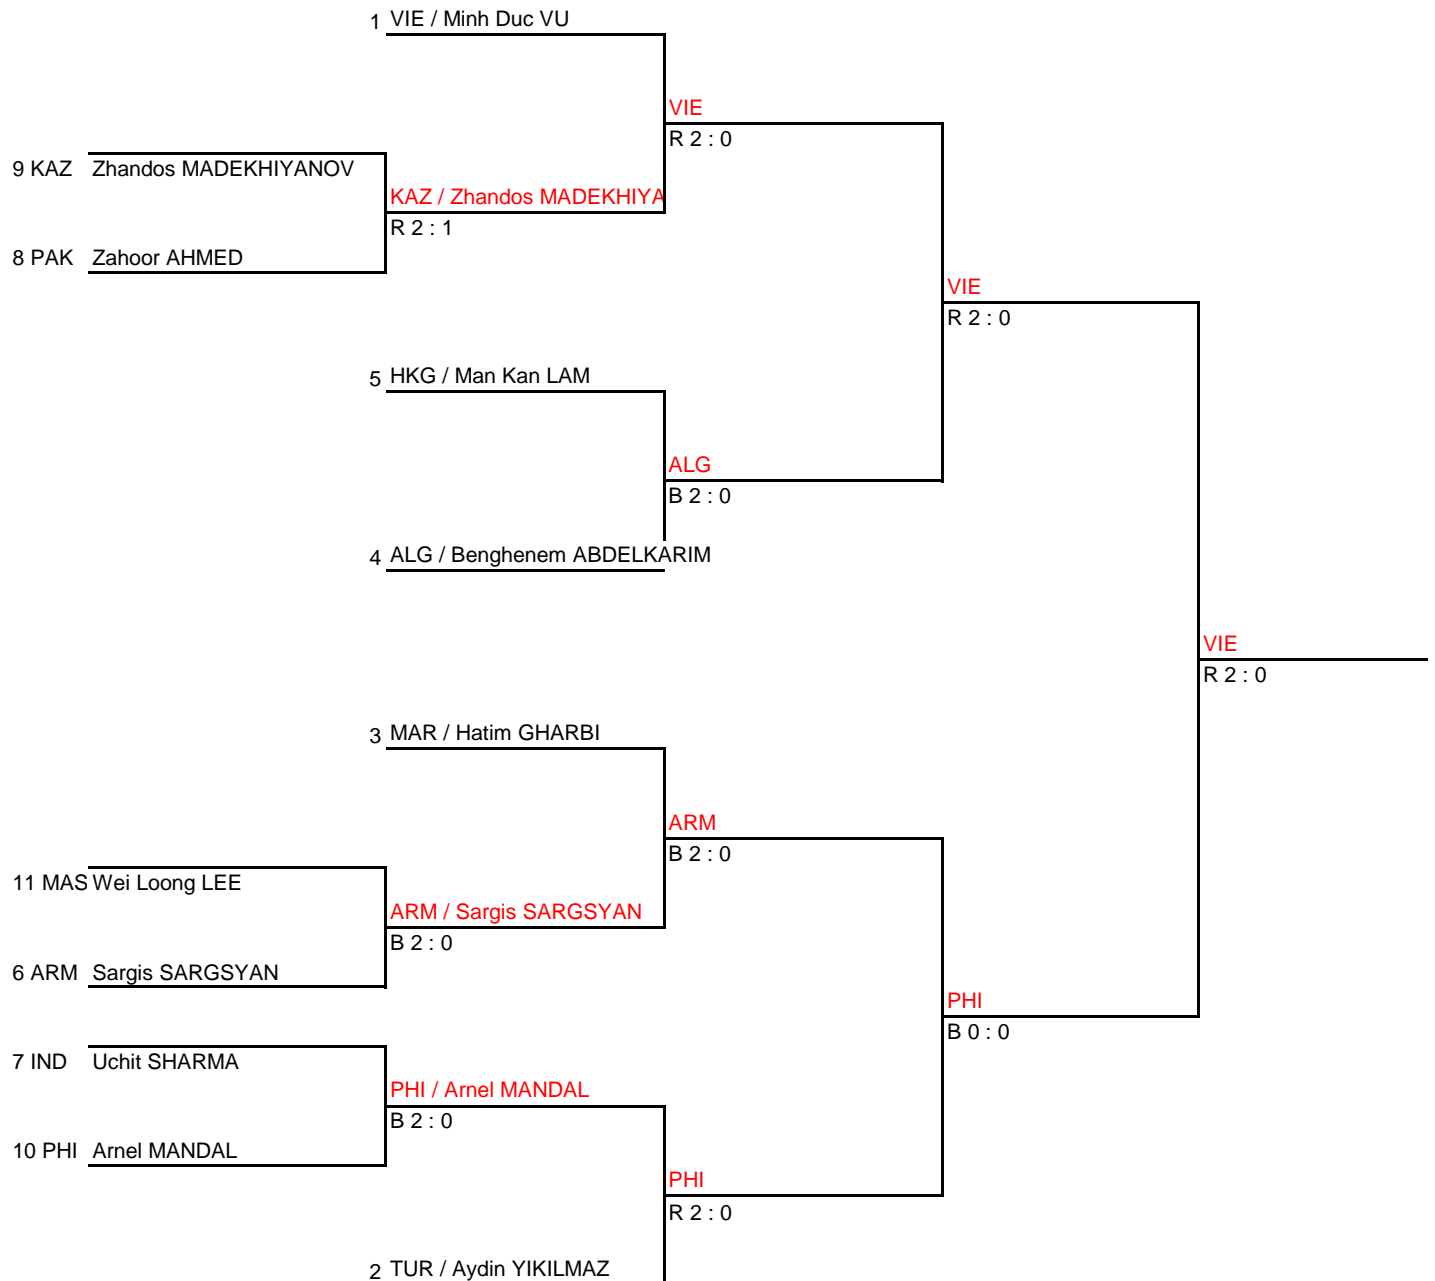 1 VIE / Minh Duc VU
VIE
R 2 : 0
9 KAZ Zhandos MADEKHIYANOV
KAZ / Zhandos MADEKHIYA
R 2 : 1
8 PAK Zahoor AHMED
VIE
R 2 : 0
5 HKG / Man Kan LAM
ALG
B 2 : 0
4 ALG / Benghenem ABDELKARIM
VIE
R 2 : 0
3 MAR / Hatim GHARBI
ARM
B 2 : 0
11 MAS Wei Loong LEE
ARM / Sargis SARGSYAN
B 2 : 0
6 ARM Sargis SARGSYAN
PHI
B 0 : 0
7 IND Uchit SHARMA
PHI / Arnel MANDAL
B 2 : 0
10 PHI Arnel MANDAL
PHI
R 2 : 0
2 TUR / Aydin YIKILMAZ